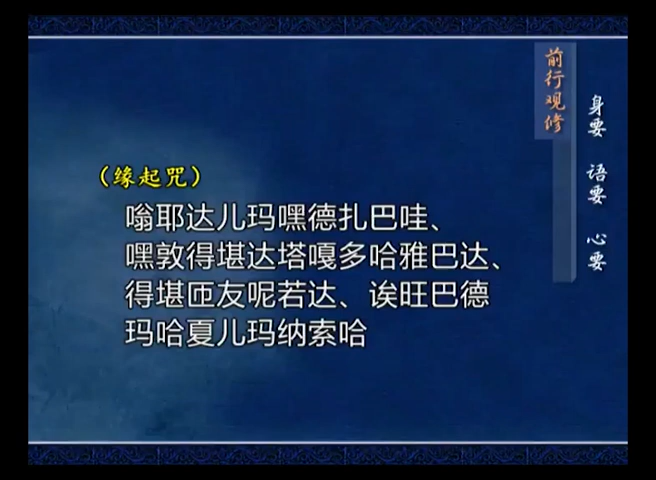 前行观修
身要 语要 心要
（缘起咒）
嗡耶达儿玛嘿德扎巴哇、
嘿敦得堪达塔嘎多哈雅巴达、
得堪匝友呢若达、诶旺巴德
玛哈夏儿玛纳索哈